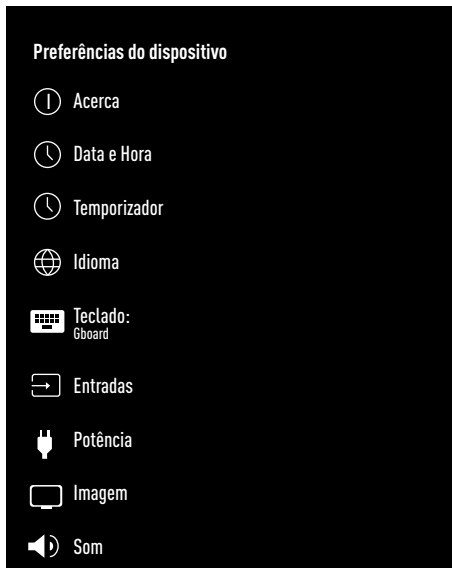 Preferências do dispositivo
Acerca
Data e Hora
Temporizador
Idioma
Teclado:
Gboard
Entradas
Potência
Imagem
Som